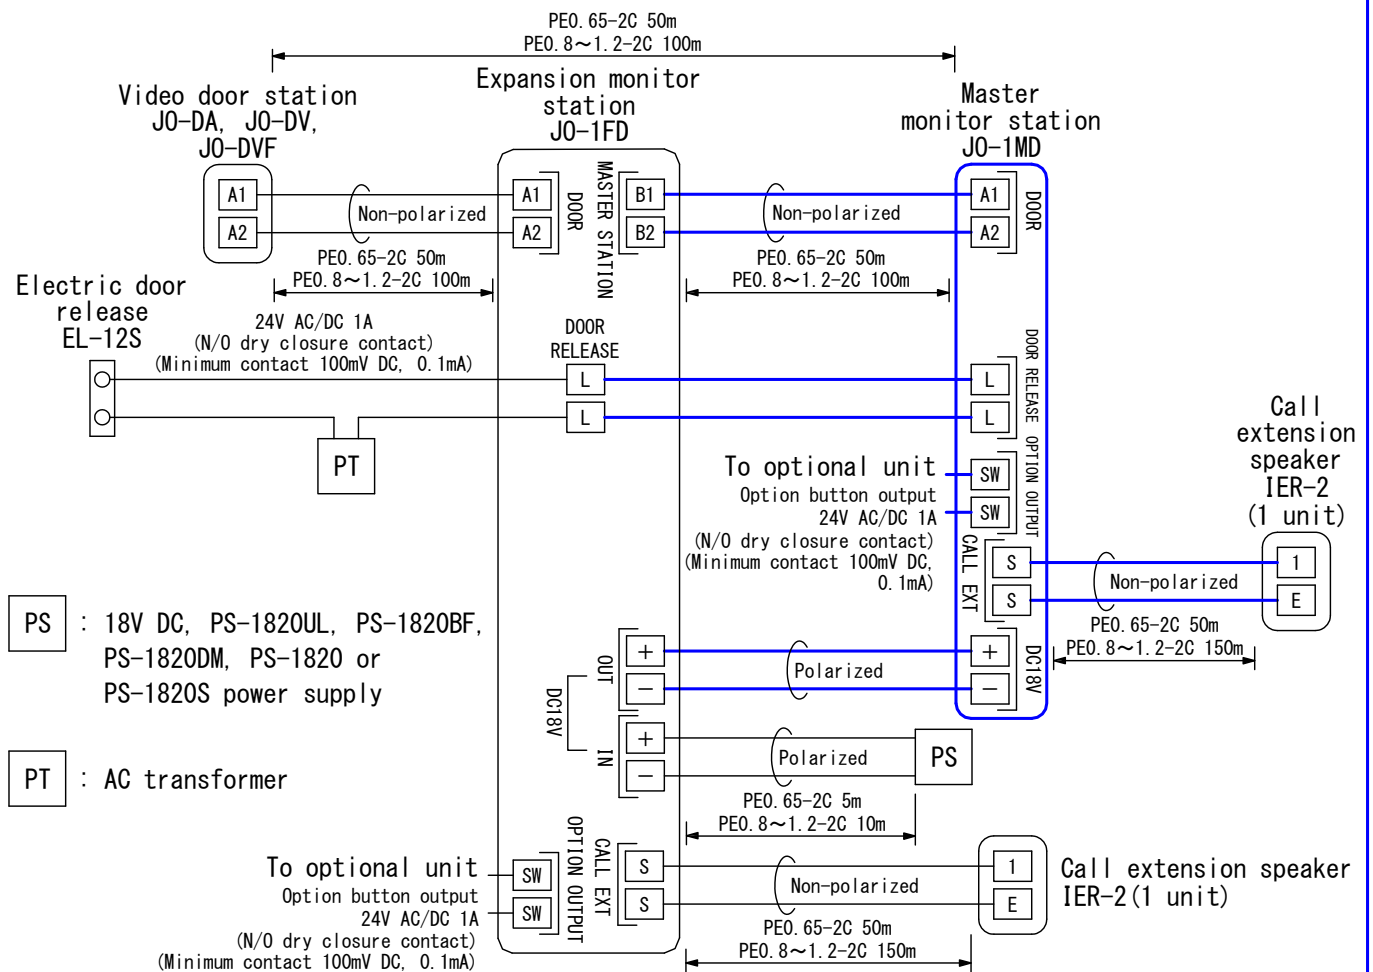 PE0.65-2C 50m
PE0.8～1.2-2C 100m
Video door station
JO-DA, JO-DV,
JO-DVF
Expansion monitor
station
JO-1FD
Master
monitor station
JO-1MD
A1
A2
Non-polarized
A1
A2
DOOR
MASTER STATION
B1
B2
Non-polarized
A1
A2
DOOR
PE0.65-2C 50m
PE0.8～1.2-2C 100m
PE0.65-2C 50m
PE0.8～1.2-2C 100m
Electric door
release
EL-12S
24V AC/DC 1A
(N/O dry closure contact)
(Minimum contact 100mV DC, 0.1mA)
DOOR
RELEASE
L
L
L
L
DOOR RELEASE
PT
To optional unit
Option button output
24V AC/DC 1A
(N/O dry closure contact)
(Minimum contact 100mV DC,
0.1mA)
SW
SW
OPTION OUTPUT
CALL EXT
S
S
Non-polarized
Call
extension
speaker
IER-2
(1 unit)
1
E
PE0.65-2C 50m
PE0.8～1.2-2C 150m
PS : 18V DC, PS-1820UL, PS-1820BF,
PS-1820DM, PS-1820 or
PS-1820S power supply
PT : AC transformer
DC18V
OUT
+
−
Polarized
+
−
DC18V
IN
+
−
Polarized
PS
PE0.65-2C 5m
PE0.8～1.2-2C 10m
To optional unit
Option button output
24V AC/DC 1A
(N/O dry closure contact)
(Minimum contact 100mV DC, 0.1mA)
SW
SW
OPTION OUTPUT
CALL EXT
S
S
Non-polarized
1
E
Call extension speaker
IER-2(1 unit)
PE0.65-2C 50m
PE0.8～1.2-2C 150m